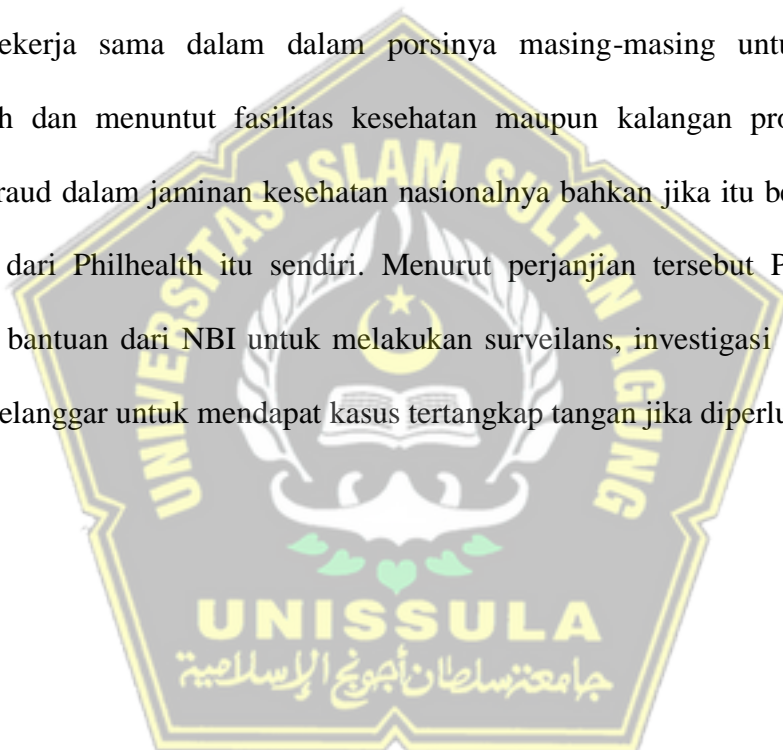 ekerja sama dalam dalam porsinya masing-masing untu
h dan menuntut fasilitas kesehatan maupun kalangan pro
raud dalam jaminan kesehatan nasionalnya bahkan jika itu be
dari Philhealth itu sendiri. Menurut perjanjian tersebut P
bantuan dari NBI untuk melakukan surveilans, investigasi
elanggar untuk mendapat kasus tertangkap tangan jika diperlu
UNIVERSITAS ISLAM SULTAN AGUNG
UNISSULA
جامعة سلطان أجونج الإسلامية